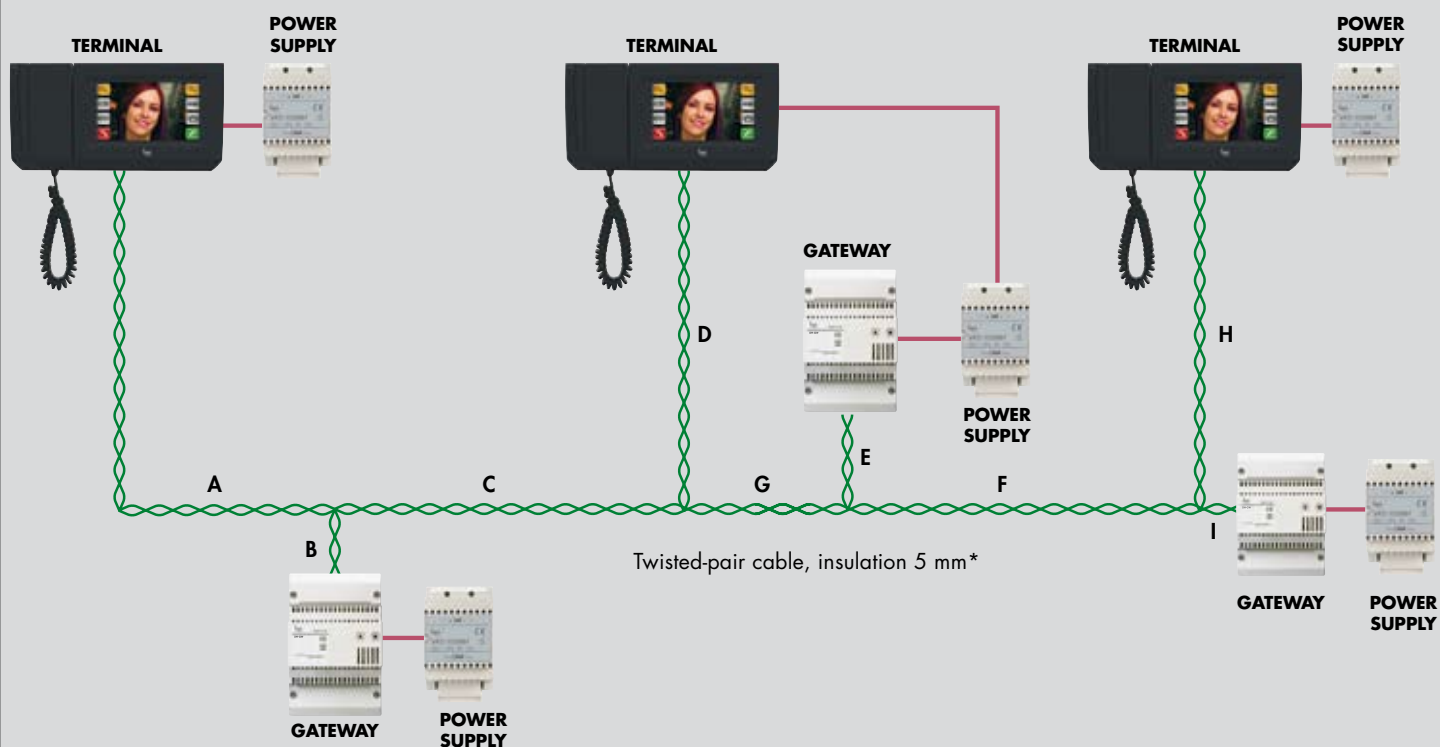 POWER
SUPPLY
TERMINAL
TERMINAL
POWER
SUPPLY
TERMINAL
GATEWAY
D
H
POWER
SUPPLY
E
A
C
G
F
B
I
Twisted-pair cable, insulation 5 mm*
GATEWAY
POWER
SUPPLY
GATEWAY
POWER
SUPPLY